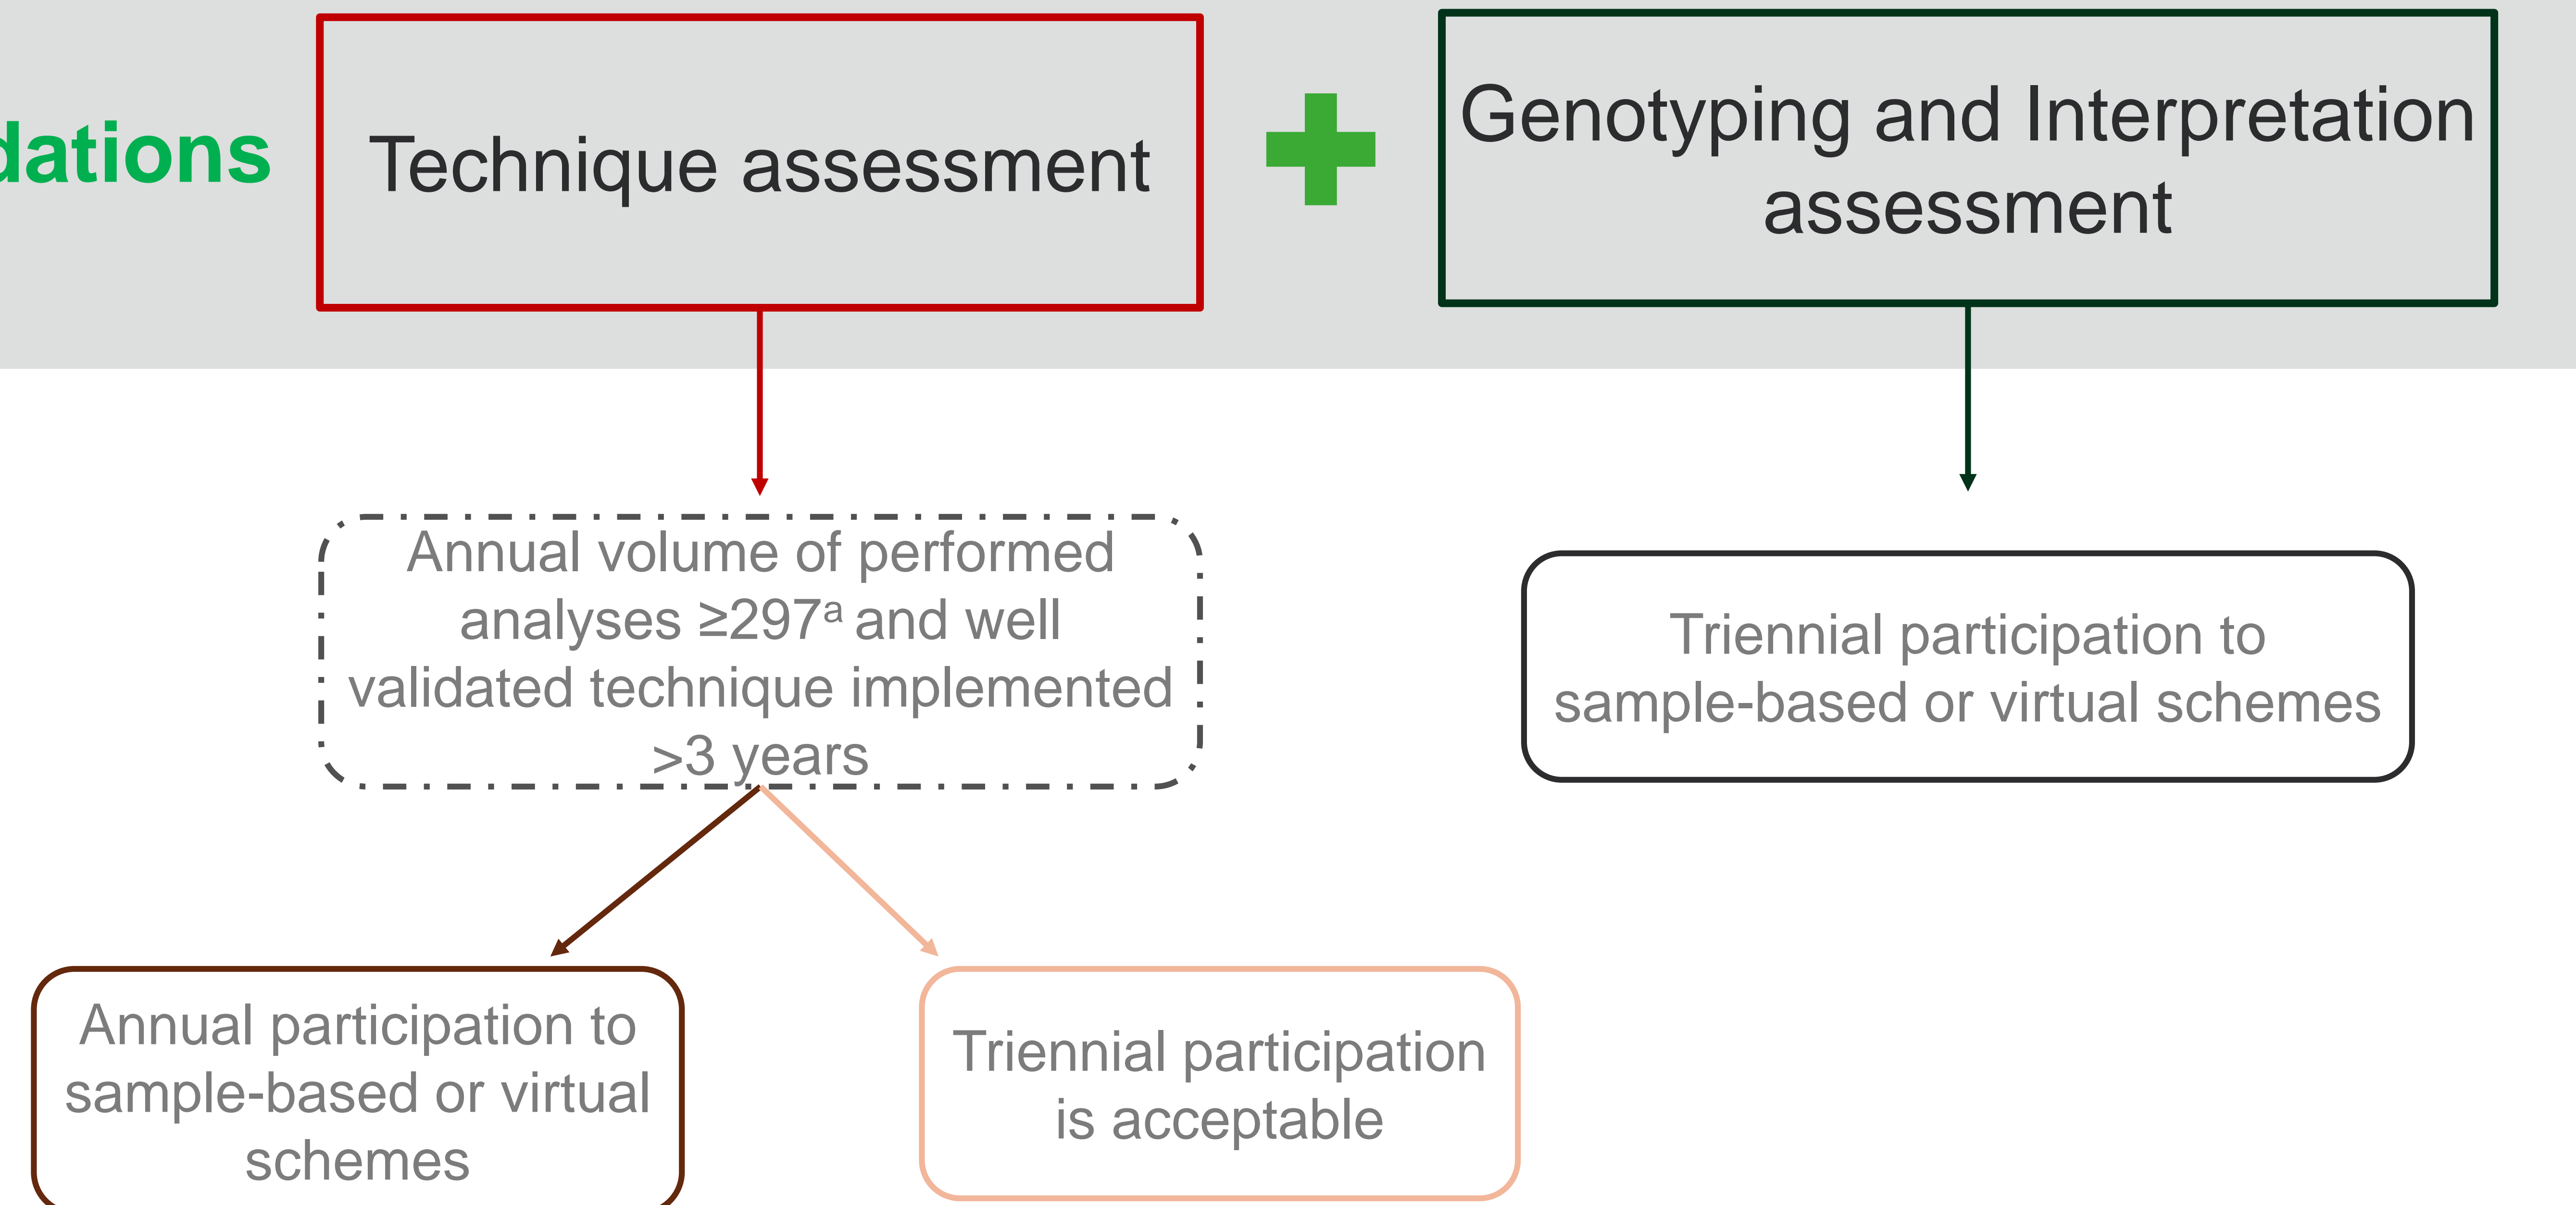 dations
Technique assessment
Genotyping and Interpretation
assessment
Annual volume of performed
analyses ≥297ᵃ and well
validated technique implemented
>3 years
Triennial participation to
sample-based or virtual schemes
Annual participation to
sample-based or virtual
schemes
Triennial participation
is acceptable